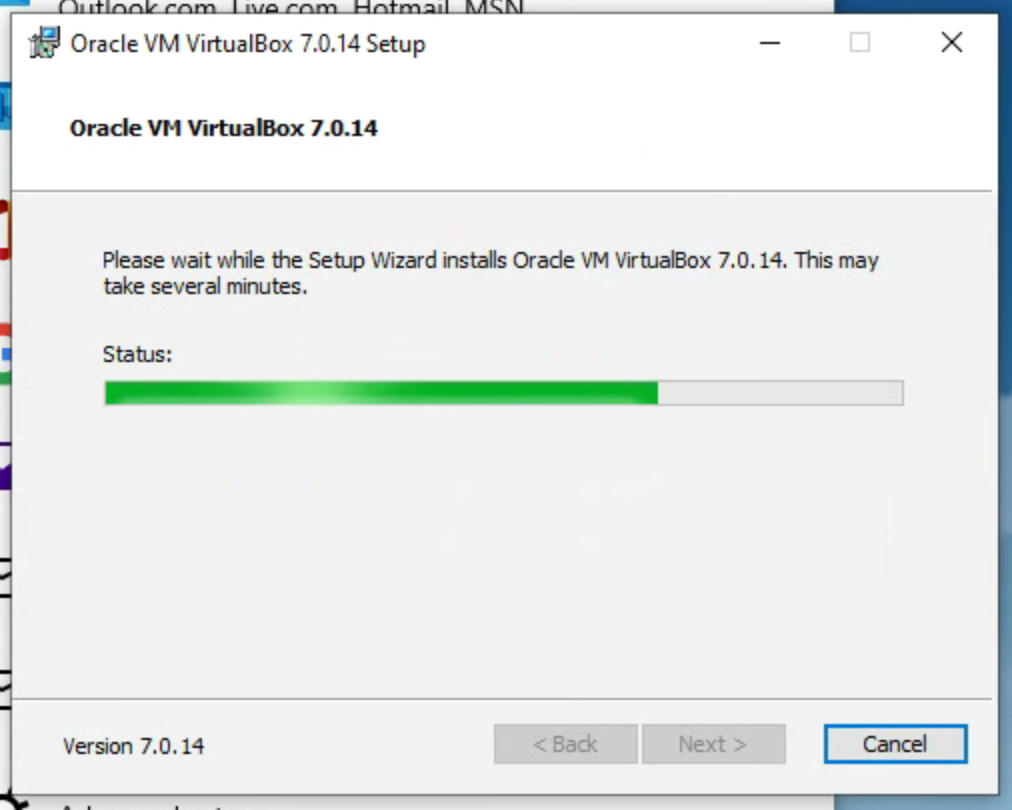 Outlook.com, Live.com, Hotmail, MSN
Oracle VM VirtualBox 7.0.14 Setup
Oracle VM VirtualBox 7.0.14
Please wait while the Setup Wizard installs Oracle VM VirtualBox 7.0.14. This may
take several minutes.
Status:
Version 7.0.14
< Back
Next >
Cancel